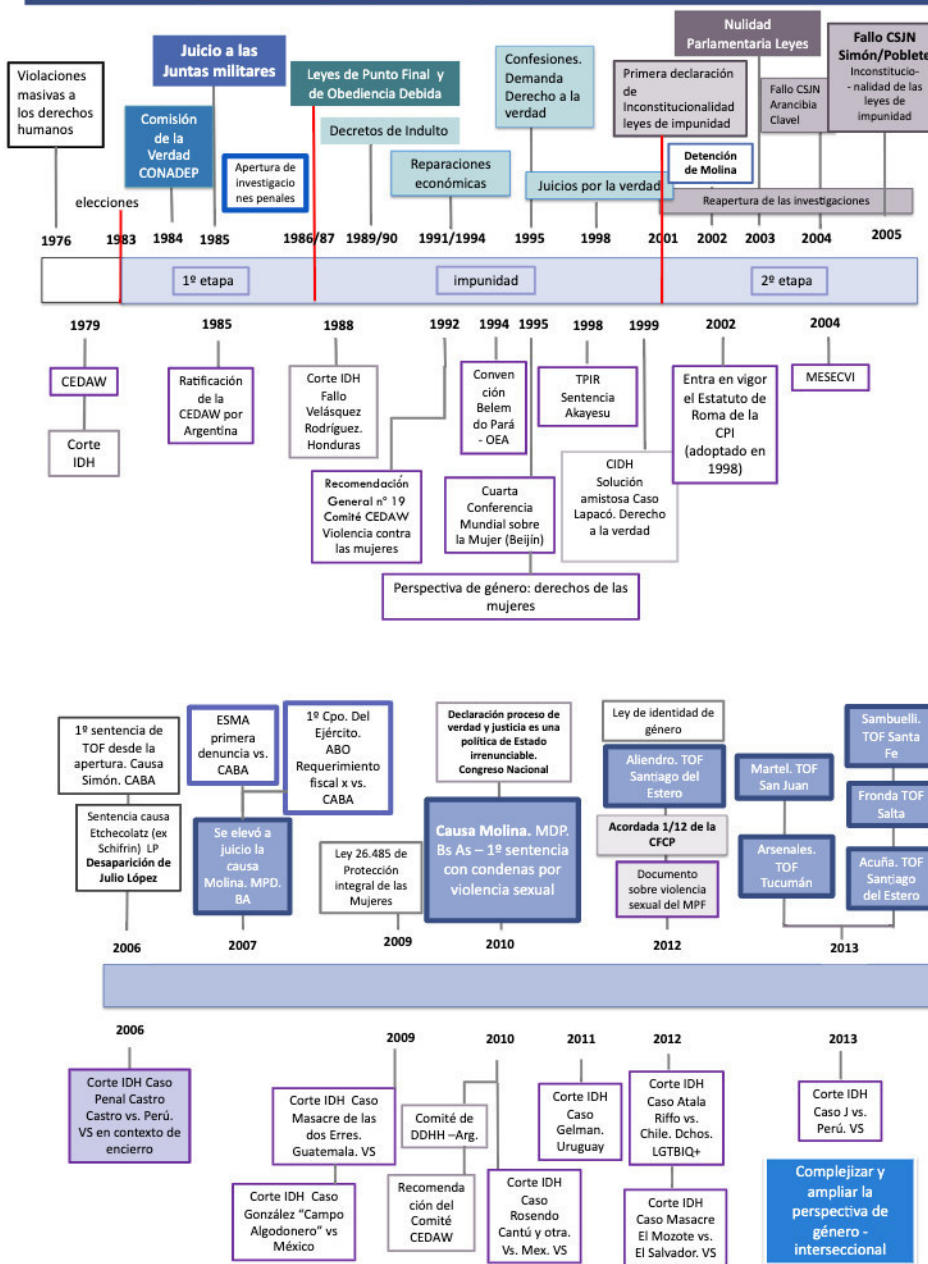 Violaciones
masivas a
los derechos
humanos
Comisión
de la
Verdad
CONADEP
Juicio a las
Juntas militares
Apertura de
investigacio
nes penales
Leyes de Punto Final y
de Obediencia Debida
Decretos de Indulto
Reparaciones
económicas
Confesiones.
Demanda
Derecho a la
verdad
Juicios por la verdad
Primera declaración
de
Inconstitucionalidad
leyes de impunidad
Nulidad
Parlamentaria Leyes
Detención
de Molina
Fallo CSJN
Arancibia
Clavel
Fallo CSJN
Simón/Poblete
Inconstitucio-
- nalidad de las
leyes de
impunidad
Reapertura de las investigaciones
elecciones
1976
1983
1984
1985
1986/87
1989/90
1991/1994
1995
1998
2001
2002
2003
2004
2005
1º etapa
impunidad
2º etapa
1979
1985
1988
1992
1994
1995
1998
1999
2002
2004
CEDAW
Corte
IDH
Ratificación
de la
CEDAW por
Argentina
Corte IDH
Fallo
Velásquez
Rodríguez.
Honduras
Recomendación
General n° 19
Comité CEDAW
Violencia contra
las mujeres
Conven
ción
Belem
do Pará
- OEA
Cuarta
Conferencia
Mundial sobre
la Mujer (Beijín)
TPIR
Sentencia
Akayesu
CIDH
Solución
amistosa Caso
Lapacó. Derecho
a la verdad
Entra en vigor
el Estatuto de
Roma de la
CPI
(adoptado en
1998)
MESECVI
Perspectiva de género: derechos de las
mujeres
1º sentencia de
TOF desde la
apertura. Causa
Simón. CABA
Sentencia causa
Etchecolatz (ex
Schifrin) LP
Desaparición de
Julio López
ESMA
primera
denuncia vs.
CABA
Se elevó a
juicio la
causa
Molina. MPD.
BA
1º Cpo. Del
Ejército.
ABO
Requerimiento
fiscal x vs.
CABA
Ley 26.485 de
Protección
integral de las
Mujeres
Declaración proceso de
verdad y justicia es una
política de Estado
irrenunciable.
Congreso Nacional
Causa Molina. MDP.
Bs As – 1º sentencia
con condenas por
violencia sexual
Ley de identidad de
género
Aliendro. TOF
Santiago del
Estero
Acordada 1/12 de la
CFCP
Documento
sobre violencia
sexual del MPF
Martel. TOF
San Juan
Arsenales.
TOF
Tucumán
Sambuelli.
TOF Santa
Fe
Fronda TOF
Salta
Acuña. TOF
Santiago
del Estero
2006
2007
2009
2010
2012
2013
2006
2009
2010
2011
2012
2013
Corte IDH Caso
Penal Castro
Castro vs. Perú.
VS en contexto de
encierro
Corte IDH Caso
Masacre de las
dos Erres.
Guatemala. VS
Corte IDH Caso
González “Campo
Algodonero” vs
México
Comité de
DDHH –Arg.
Recomenda
ción del
Comité
CEDAW
Corte IDH
Caso
Rosendo
Cantú y otra.
Vs. Mex. VS
Corte IDH
Caso
Gelman.
Uruguay
Corte IDH
Caso Atala
Riffo vs.
Chile. Dchos.
LGTBIQ+
Corte IDH
Caso Masacre
El Mozote vs.
El Salvador. VS
Corte IDH
Caso J vs.
Perú. VS
Complejizar y
ampliar la
perspectiva de
género -
interseccional